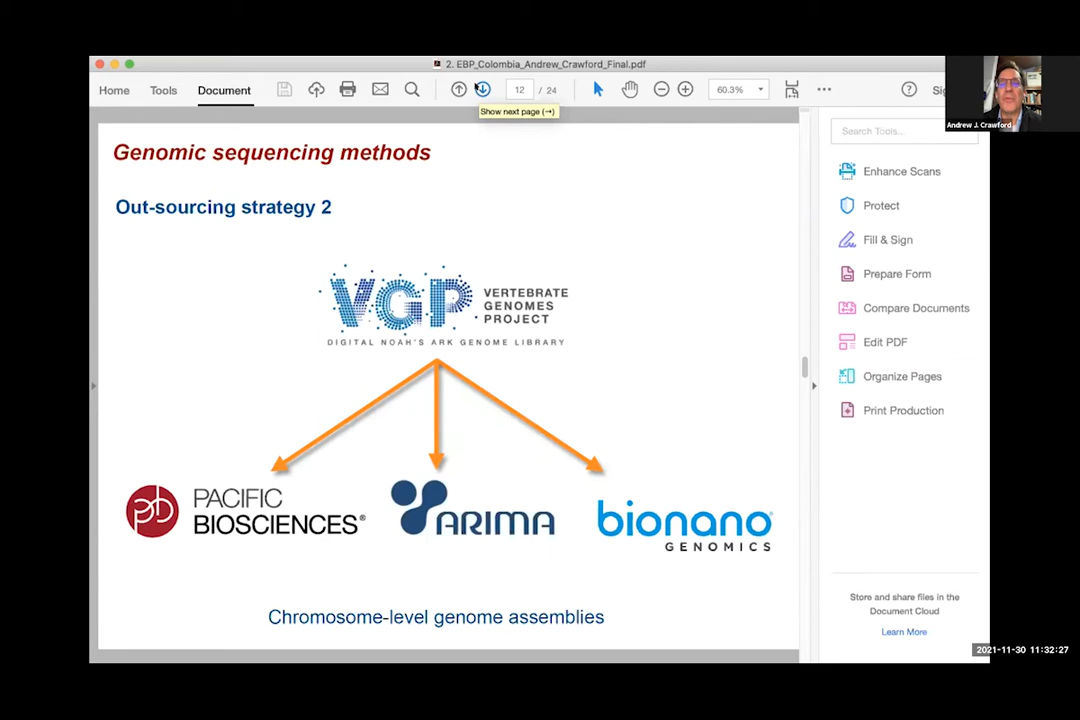 2. EBP_Colombia_Andrew_Crawford_Final.pdf
Home Tools Document 12 / 24 60.3%
Show next page (→)
Andrew J. Crawford
Genomic sequencing methods
Out-sourcing strategy 2
VGP VERTEBRATE GENOMES PROJECT
DIGITAL NOAH'S ARK GENOME LIBRARY
PACIFIC BIOSCIENCES®
ARIMA
bionano GENOMICS
Chromosome-level genome assemblies
Search Tools...
Enhance Scans
Protect
Fill & Sign
Prepare Form
Compare Documents
Edit PDF
Organize Pages
Print Production
Store and share files in the
Document Cloud
Learn More
2021-11-30 11:32:27